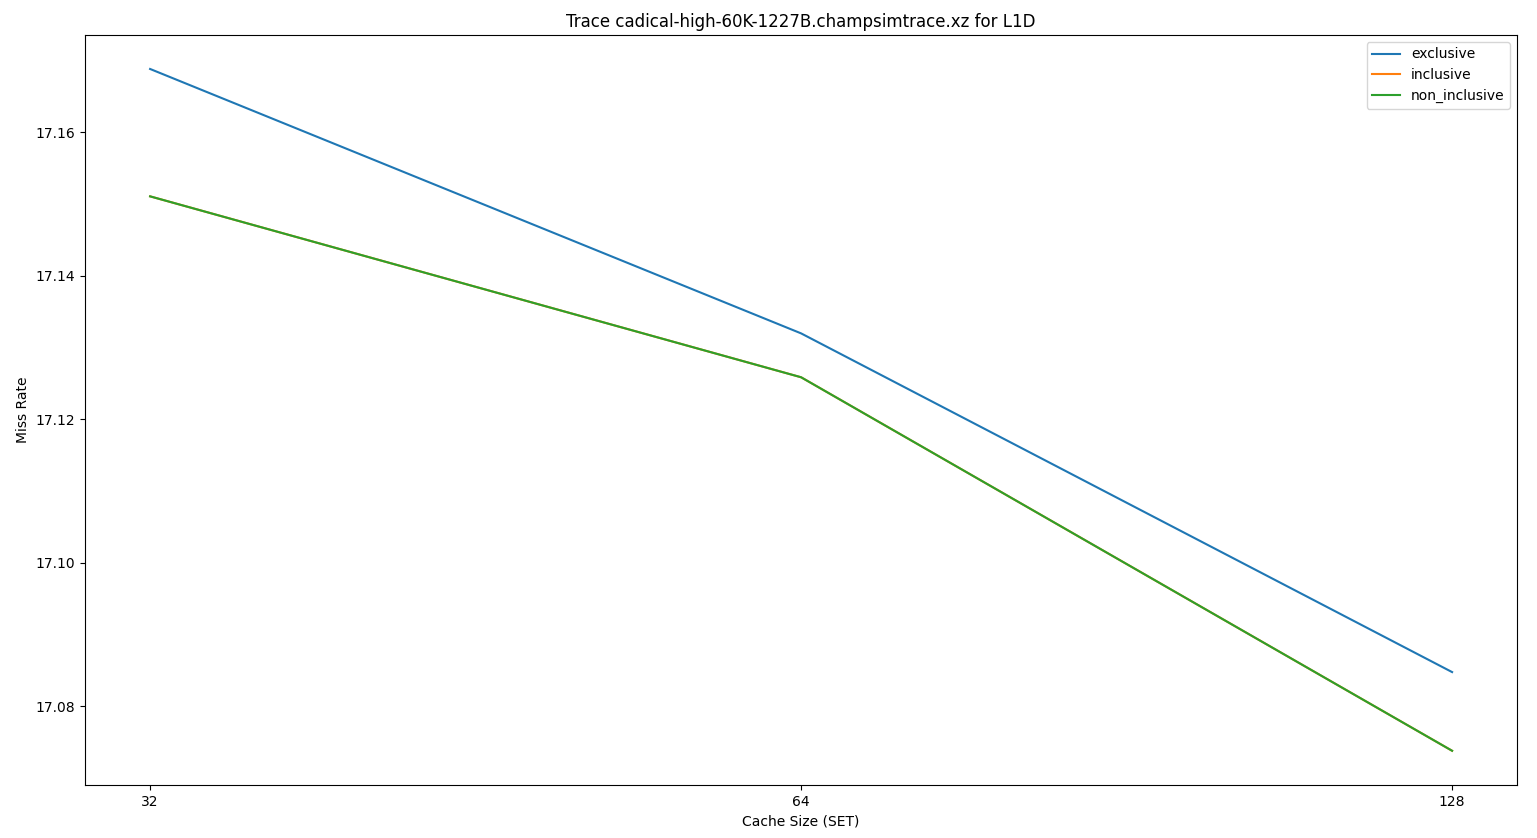 Trace cadical-high-60K-1227B.champsimtrace.xz for L1D
exclusive
inclusive
non_inclusive
17.16
17.14
17.12
17.10
17.08
Miss Rate
32
64
128
Cache Size (SET)